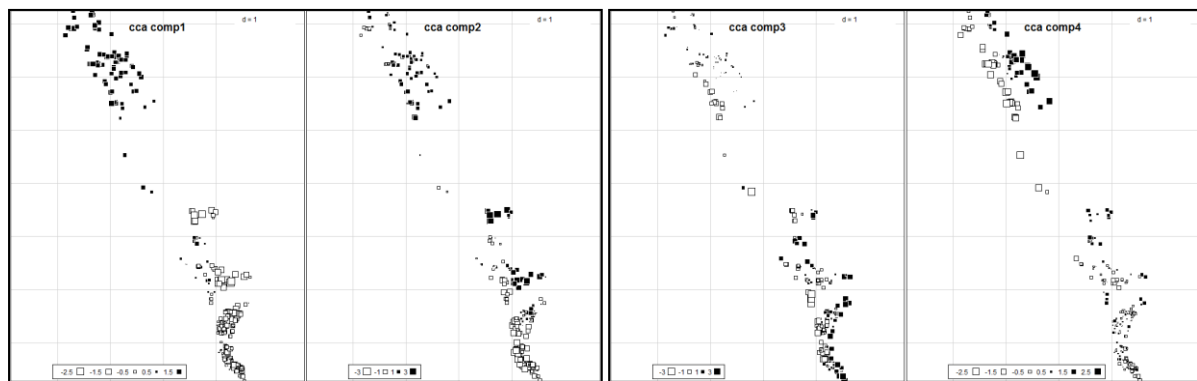 cca comp1
d = 1
-2.5 -1.5 -0.5 0.5 1.5
cca comp2
d = 1
-3 -1 1 3
cca comp3
d = 1
-3 -1 1 3
cca comp4
d = 1
-2.5 -1.5 -0.5 0.5 1.5 2.5